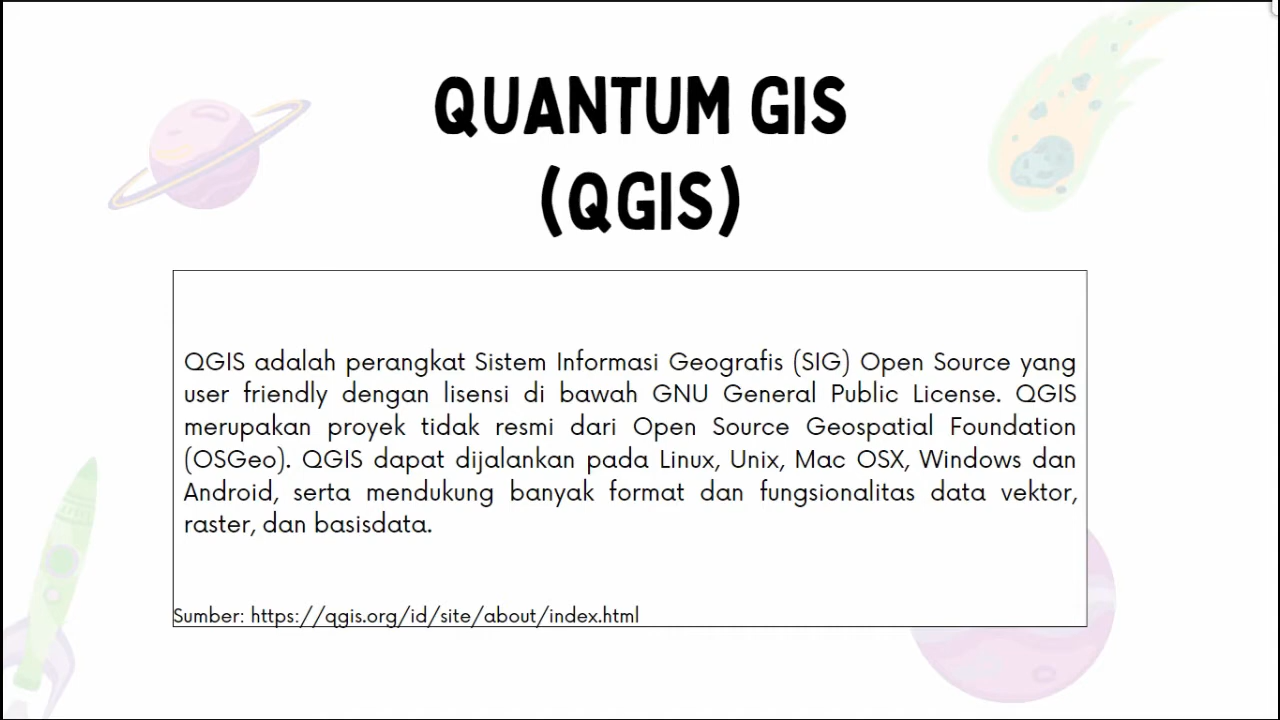 QUANTUM GIS
(QGIS)
QGIS adalah perangkat Sistem Informasi Geografis (SIG) Open Source yang
user friendly dengan lisensi di bawah GNU General Public License. QGIS
merupakan proyek tidak resmi dari Open Source Geospatial Foundation
(OSGeo). QGIS dapat dijalankan pada Linux, Unix, Mac OSX, Windows dan
Android, serta mendukung banyak format dan fungsionalitas data vektor,
raster, dan basisdata.
Sumber: https://qgis.org/id/site/about/index.html